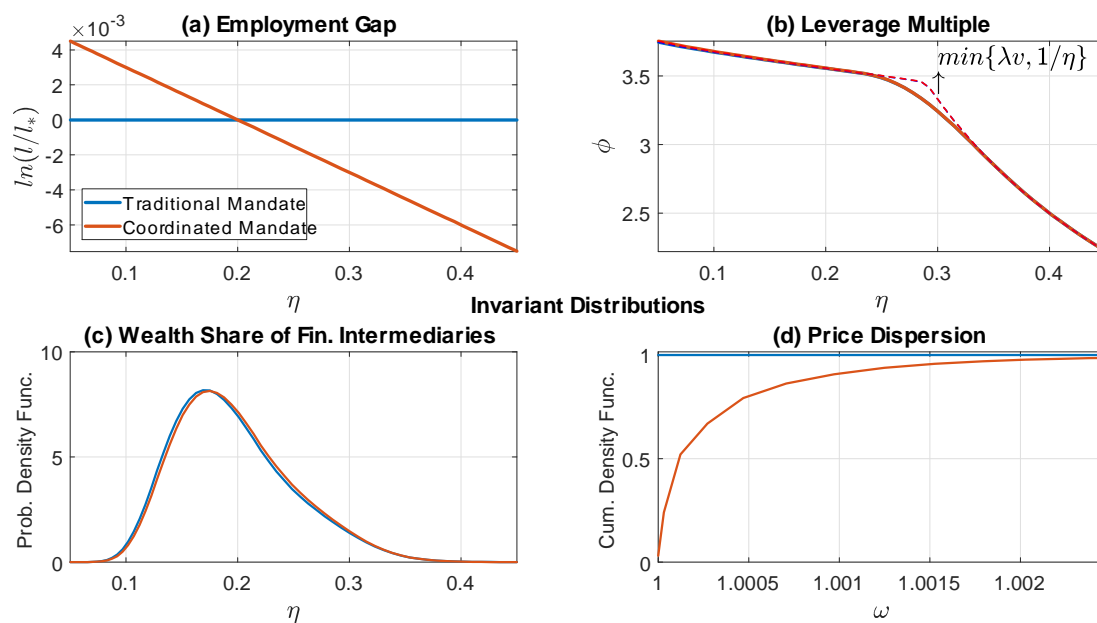 (a) Employment Gap
×10⁻³
4
2
0
-2
-4
-6
ln(l/l*)
Traditional Mandate
Coordinated Mandate
0.1 0.2 0.3 0.4
η
(b) Leverage Multiple
min{λv, 1/η}
3.5
3
2.5
ϕ
0.1 0.2 0.3 0.4
η
Invariant Distributions
(c) Wealth Share of Fin. Intermediaries
10
5
0
Prob. Density Func.
0.1 0.2 0.3 0.4
η
(d) Price Dispersion
1
0.5
0
Cum. Density Func.
1 1.0005 1.001 1.0015 1.002
ω